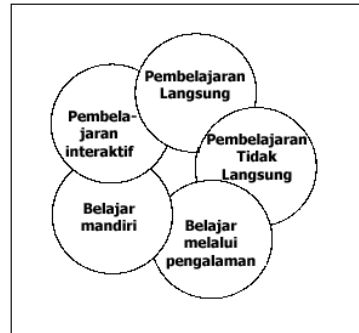 Pembelajaran
Langsung
Pembela-
jaran
interaktif
Pembelajaran
Tidak
Langsung
Belajar
mandiri
Belajar
melalui
pengalaman